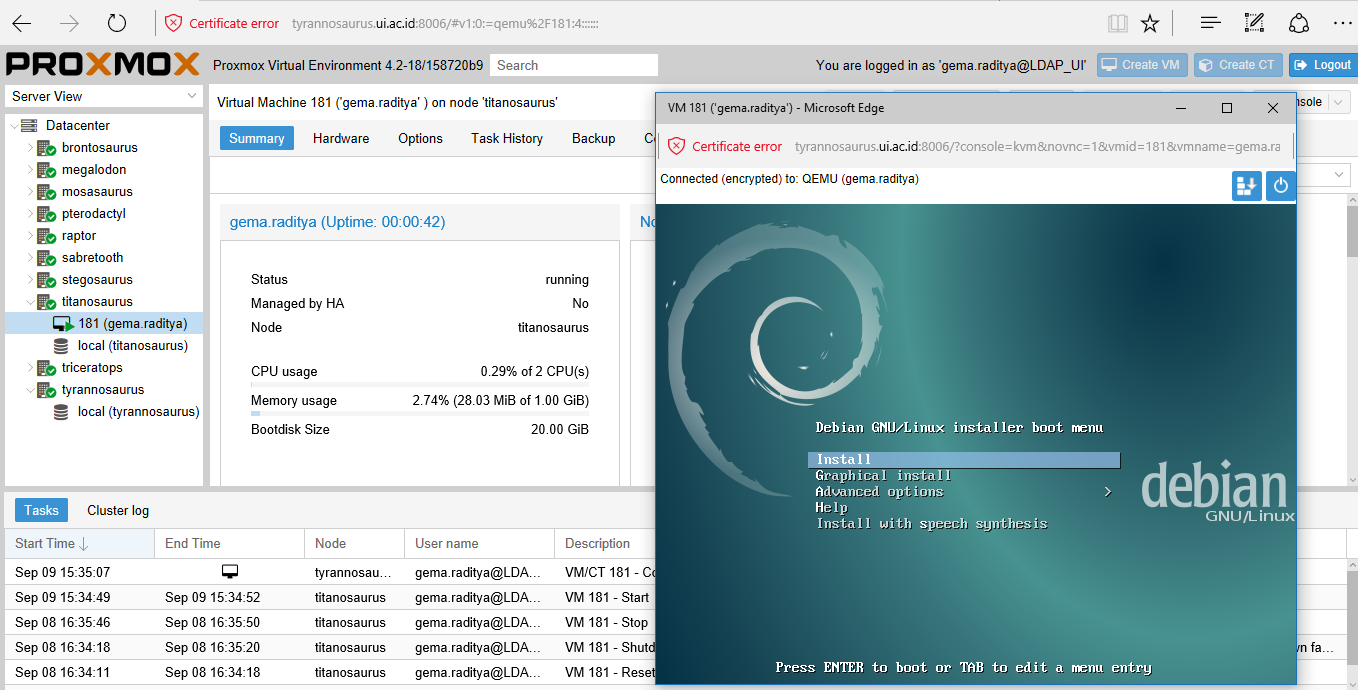 Certificate error tyrannosaurus.ui.ac.id:8006/#v1:0:=qemu%2F181:4::::::
PROXMOX Proxmox Virtual Environment 4.2-18/158720b9 Search You are logged in as 'gema.raditya@LDAP_UI' Create VM Create CT Logout
Server View
Datacenter
brontosaurus
megalodon
mosasaurus
pterodactyl
raptor
sabretooth
stegosaurus
titanosaurus
181 (gema.raditya)
local (titanosaurus)
triceratops
tyrannosaurus
local (tyrannosaurus)
Virtual Machine 181 ('gema.raditya' ) on node 'titanosaurus'
nsole
Summary Hardware Options Task History Backup C
gema.raditya (Uptime: 00:00:42)
No
Status running
Managed by HA No
Node titanosaurus
CPU usage 0.29% of 2 CPU(s)
Memory usage 2.74% (28.03 MiB of 1.00 GiB)
Bootdisk Size 20.00 GiB
VM 181 ('gema.raditya') - Microsoft Edge
Certificate error tyrannosaurus.ui.ac.id:8006/?console=kvm&novnc=1&vmid=181&vmname=gema.ra
Connected (encrypted) to: QEMU (gema.raditya)
Debian GNU/Linux installer boot menu
Install
Graphical install
Advanced options >
Help
Install with speech synthesis
debian
GNU/Linux
Press ENTER to boot or TAB to edit a menu entry
Tasks Cluster log
Start Time End Time Node User name Description
Sep 09 15:35:07 tyrannosau... gema.raditya@LDA... VM/CT 181 - Co
Sep 09 15:34:49 Sep 09 15:34:52 titanosaurus gema.raditya@LDA... VM 181 - Start
Sep 08 16:35:46 Sep 08 16:35:50 titanosaurus gema.raditya@LDA... VM 181 - Stop
Sep 08 16:34:18 Sep 08 16:35:20 titanosaurus gema.raditya@LDA... VM 181 - Shutd vn fa...
Sep 08 16:34:11 Sep 08 16:34:18 titanosaurus gema.raditya@LDA... VM 181 - Reset